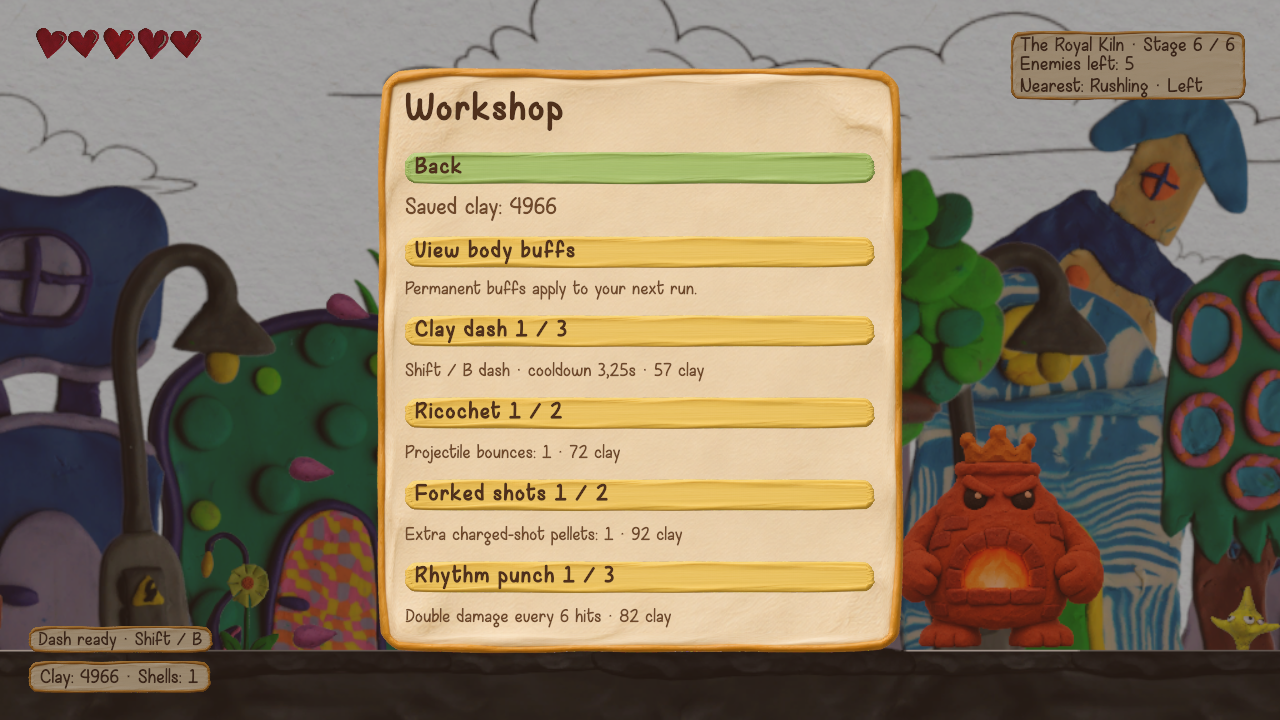 The Royal Kiln · Stage 6 / 6
Enemies left: 5
Nearest: Rushling · Left
Workshop
Back
Saved clay: 4966
View body buffs
Permanent buffs apply to your next run.
Clay dash 1 / 3
Shift / B dash · cooldown 3,25s · 57 clay
Ricochet 1 / 2
Projectile bounces: 1 · 72 clay
Forked shots 1 / 2
Extra charged-shot pellets: 1 · 92 clay
Rhythm punch 1 / 3
Double damage every 6 hits · 82 clay
Dash ready · Shift / B
Clay: 4966 · Shells: 1